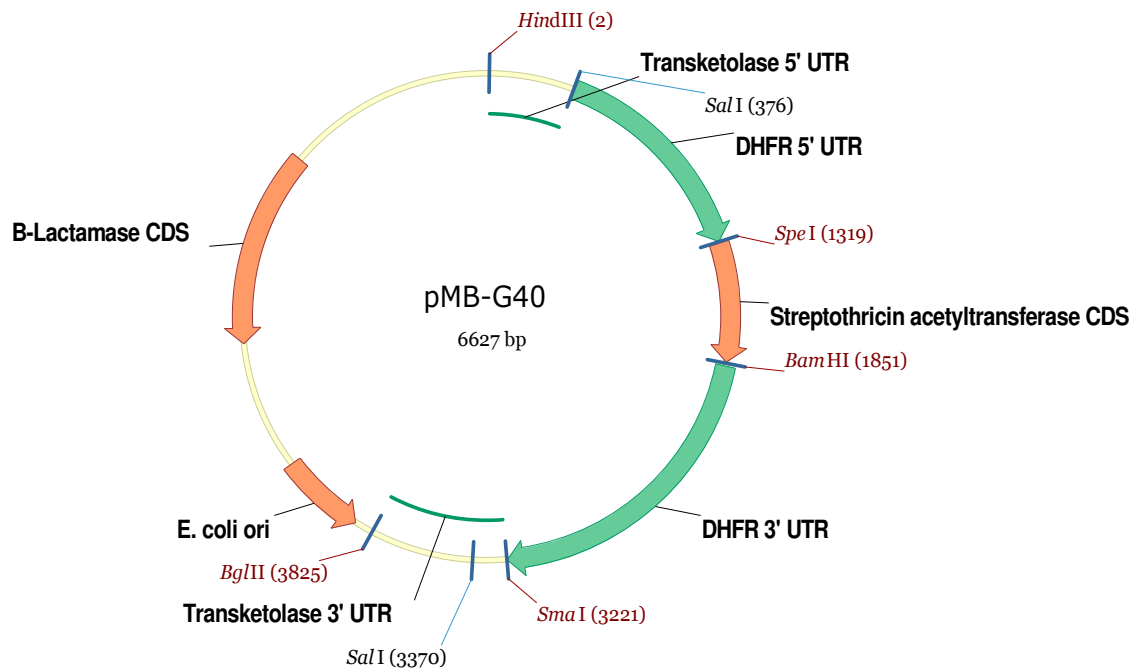 HindIII (2)
Transketolase 5' UTR
SalI (376)
DHFR 5' UTR
B-Lactamase CDS
SpeI (1319)
pMB-G40
6627 bp
Streptothricin acetyltransferase CDS
BamHI (1851)
E. coli ori
DHFR 3' UTR
BglII (3825)
Transketolase 3' UTR
SmaI (3221)
SalI (3370)